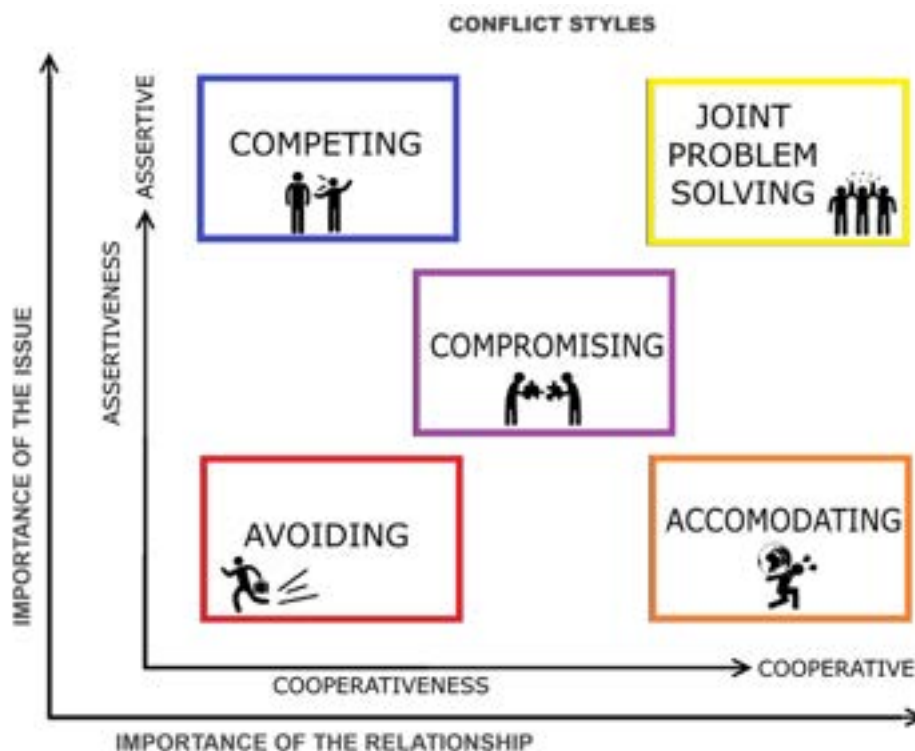 CONFLICT STYLES
IMPORTANCE OF THE ISSUE
ASSERTIVENESS
ASSERTIVE
COMPETING
JOINT
PROBLEM
SOLVING
COMPROMISING
AVOIDING
ACCOMODATING
COOPERATIVENESS
COOPERATIVE
IMPORTANCE OF THE RELATIONSHIP